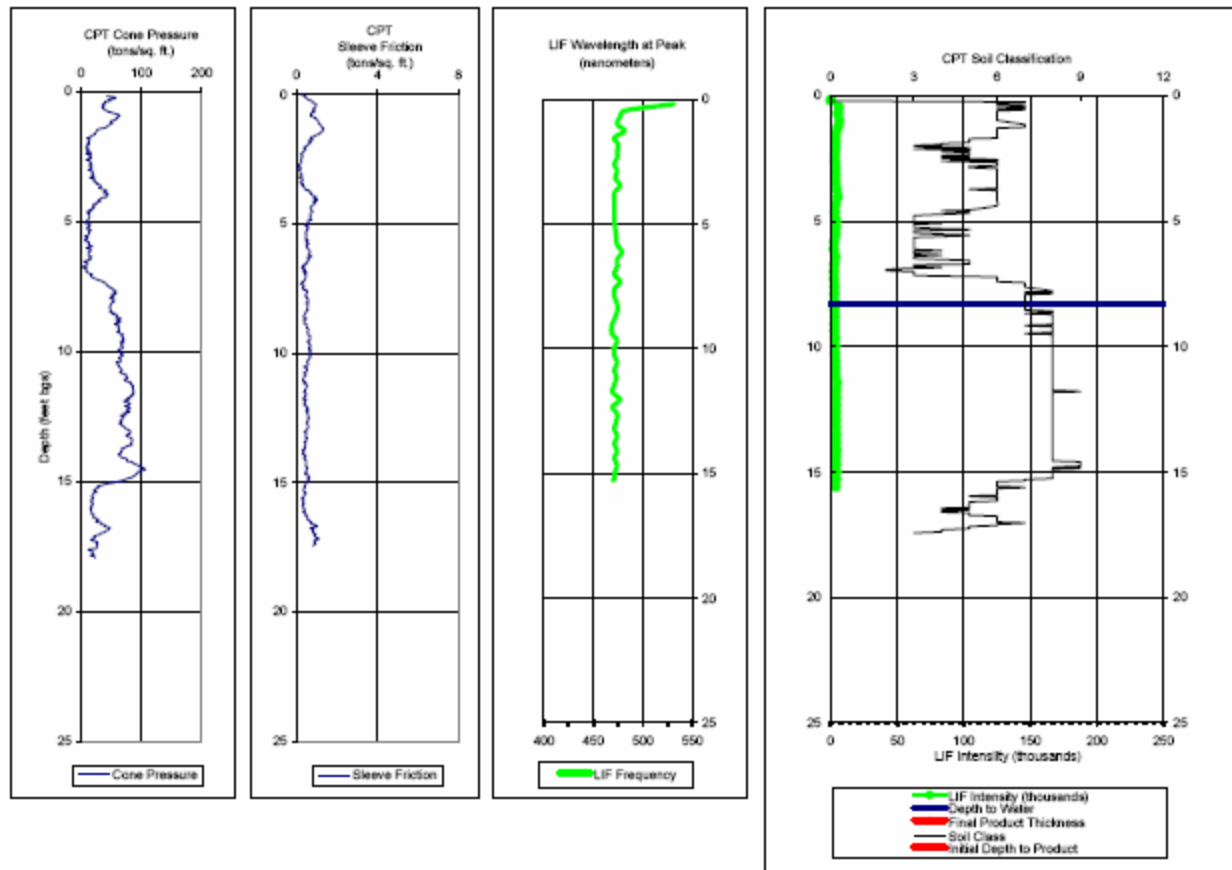 CPT Cone Pressure
(tons/sq. ft.)
0 100 200
0
5
10
15
20
25
Depth (feet bgs)
Cone Pressure
CPT
Sleeve Friction
(tons/sq. ft.)
0 4 8
0
5
10
15
20
25
Sleeve Friction
LIF Wavelength at Peak
(nanometers)
0
5
10
15
20
25
400 450 500 550
LIF Frequency
CPT Soil Classification
0 3 6 9 12
0 0
5 5
10 10
15 15
20 20
25 25
0 50 100 150 200 250
LIF Intensity (thousands)
LIF Intensity (thousands)
Depth to Water
Final Product Thickness
Soil Class
Initial Depth to Product